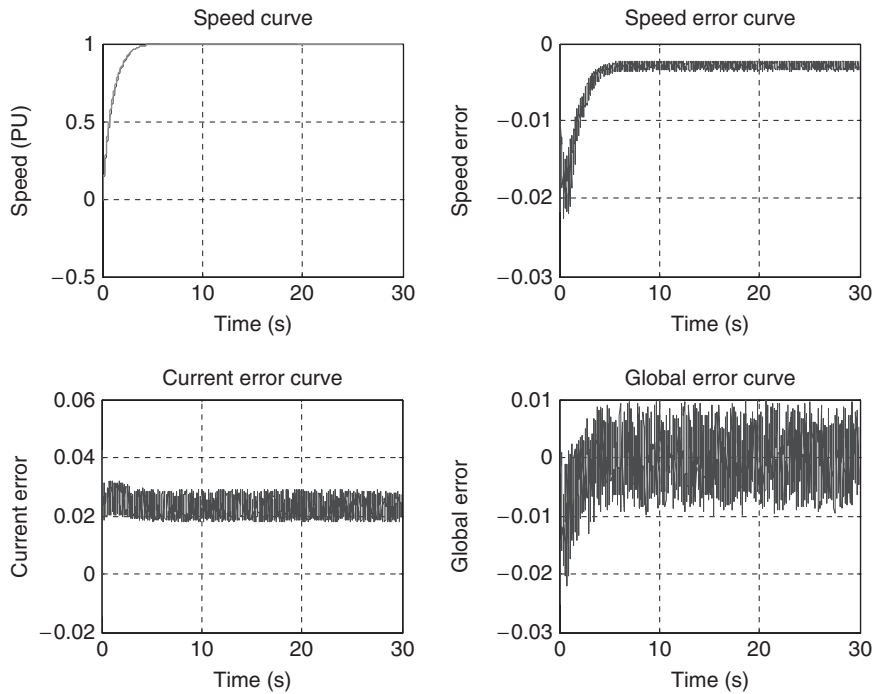 Speed curve
1
0.5
0
−0.5
Speed (PU)
0
10
20
30
Time (s)
Speed error curve
0
−0.01
−0.02
−0.03
Speed error
0
10
20
30
Time (s)
Current error curve
0.06
0.04
0.02
0
−0.02
Current error
0
10
20
30
Time (s)
Global error curve
0.01
0
−0.01
−0.02
−0.03
Global error
0
10
20
30
Time (s)